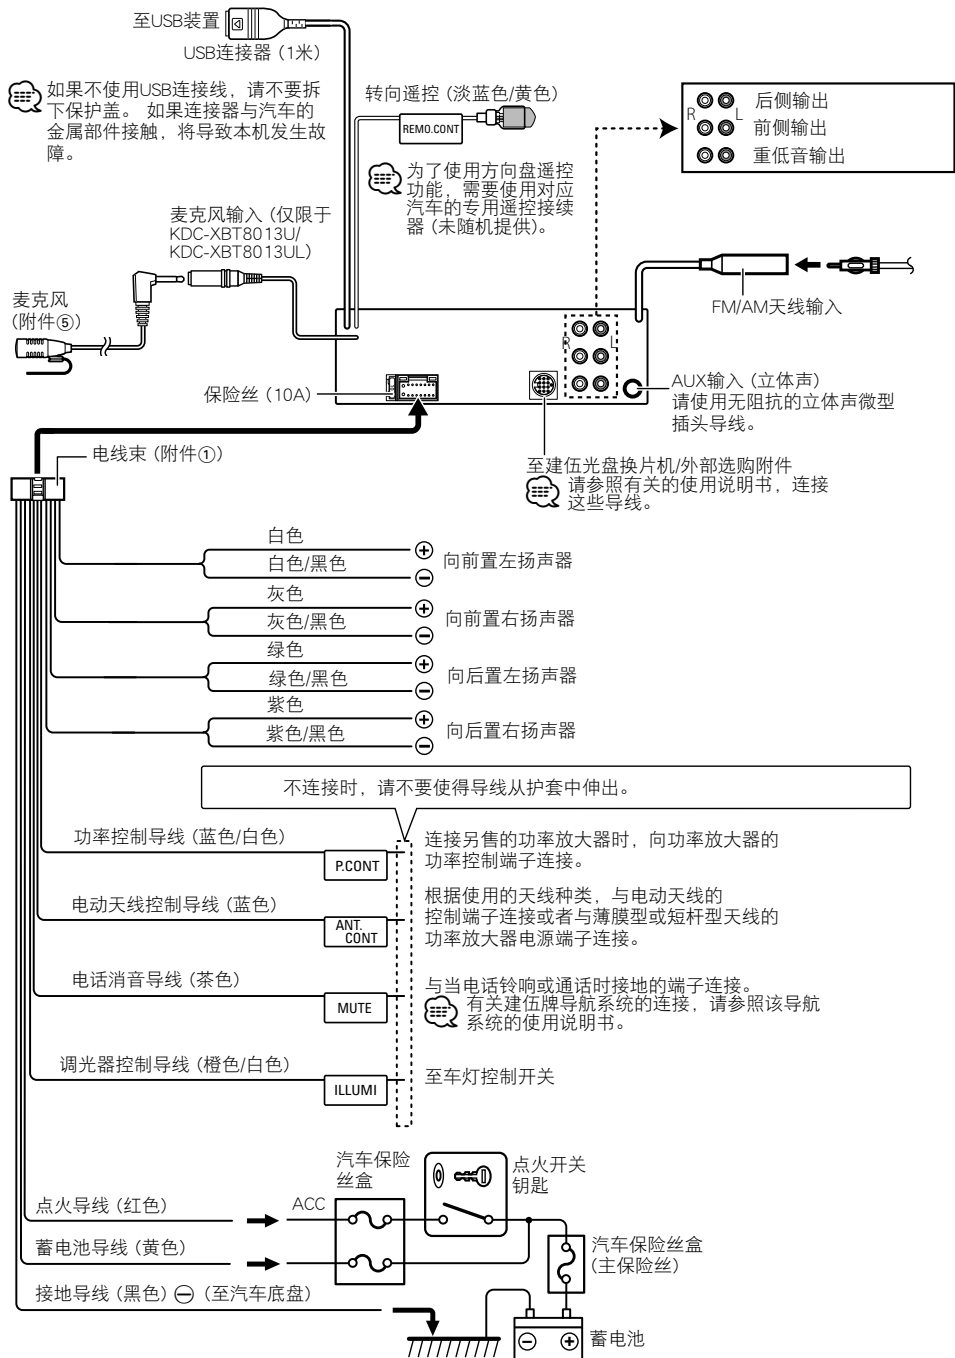 至USB装置
USB连接器 (1米)
如果不使用USB连接线，请不要拆
下保护盖。 如果连接器与汽车的
金属部件接触，将导致本机发生故
障。
转向遥控 (淡蓝色/黄色)
REMO.CONT
为了使用方向盘遥控
功能，需要使用对应
汽车的专用遥控接续
器 (未随机提供)。
R
L
后侧输出
前侧输出
重低音输出
麦克风输入 (仅限于
KDC-XBT8013U/
KDC-XBT8013UL)
麦克风
(附件⑤)
FM/AM天线输入
R
L
保险丝 (10A)
AUX输入 (立体声)
请使用无阻抗的立体声微型
插头导线。
电线束 (附件①)
至建伍光盘换片机/外部选购附件
请参照有关的使用说明书，连接
这些导线。
白色
白色/黑色
⊕
⊖
向前置左扬声器
灰色
灰色/黑色
⊕
⊖
向前置右扬声器
绿色
绿色/黑色
⊕
⊖
向后置左扬声器
紫色
紫色/黑色
⊕
⊖
向后置右扬声器
不连接时，请不要使得导线从护套中伸出。
功率控制导线 (蓝色/白色)
P.CONT
连接另售的功率放大器时，向功率放大器的
功率控制端子连接。
电动天线控制导线 (蓝色)
ANT.
CONT
根据使用的天线种类，与电动天线的
控制端子连接或者与薄膜型或短杆型天线的
功率放大器电源端子连接。
电话消音导线 (茶色)
MUTE
与当电话铃响或通话时接地的端子连接。
有关建伍牌导航系统的连接，请参照该导航
系统的使用说明书。
调光器控制导线 (橙色/白色)
ILLUMI
至车灯控制开关
汽车保险
丝盒
点火开关
钥匙
点火导线 (红色)
ACC
蓄电池导线 (黄色)
汽车保险丝盒
(主保险丝)
接地导线 (黑色) ⊖ (至汽车底盘)
⊖
⊕
蓄电池